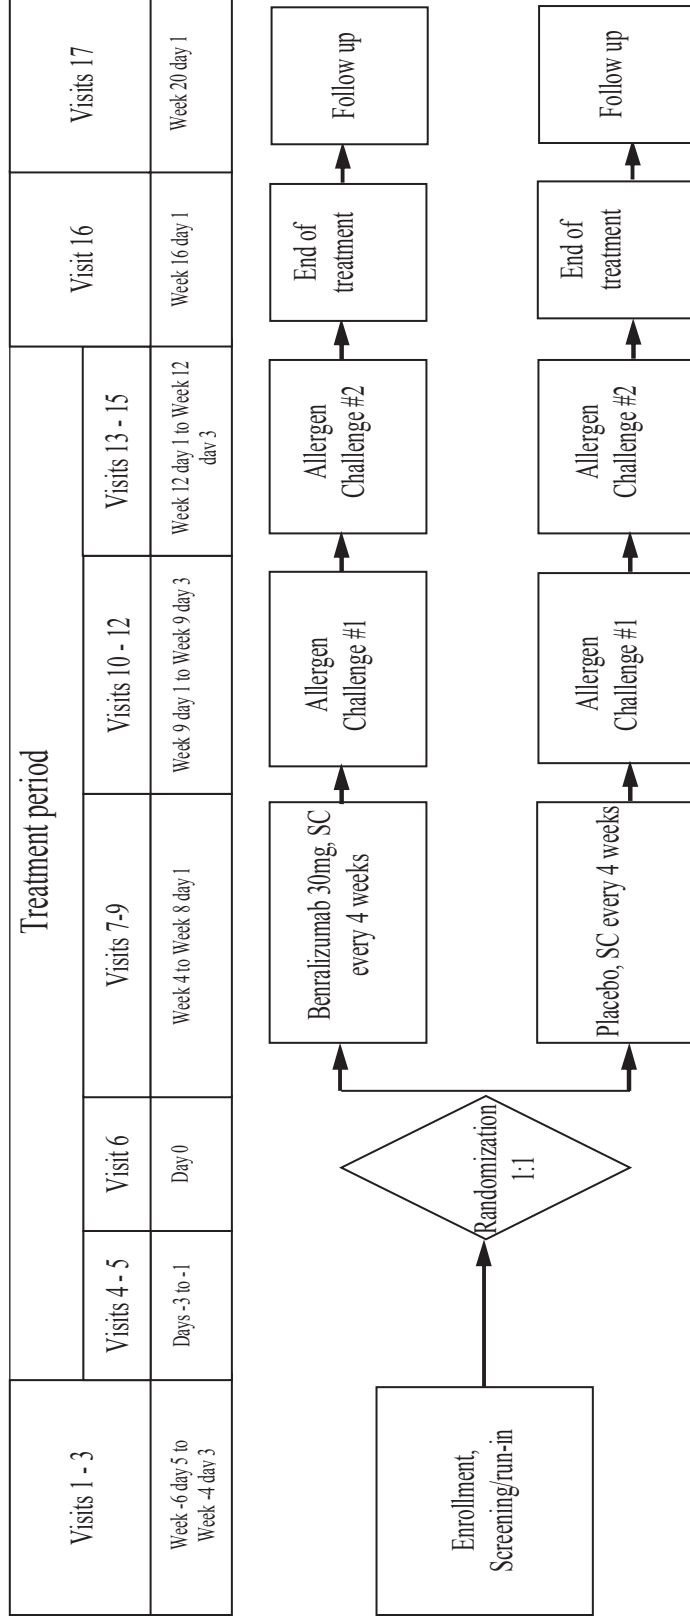 Treatment period
Visits 1 - 3
Visits 4 - 5
Visit 6
Visits 7-9
Visits 10 - 12
Visits 13 - 15
Visit 16
Visits 17
Week -6 day 5 to
Week -4 day 3
Days -3 to -1
Day 0
Week 4 to Week 8 day 1
Week 9 day 1 to Week 9 day 3
Week 12 day 1 to Week 12
day 3
Week 16 day 1
Week 20 day 1
Enrollment,
Screening/run-in
Randomization
1:1
Benralizumab 30mg, SC
every 4 weeks
Allergen
Challenge #1
Allergen
Challenge #2
End of
treatment
Follow up
Placebo, SC every 4 weeks
Allergen
Challenge #1
Allergen
Challenge #2
End of
treatment
Follow up